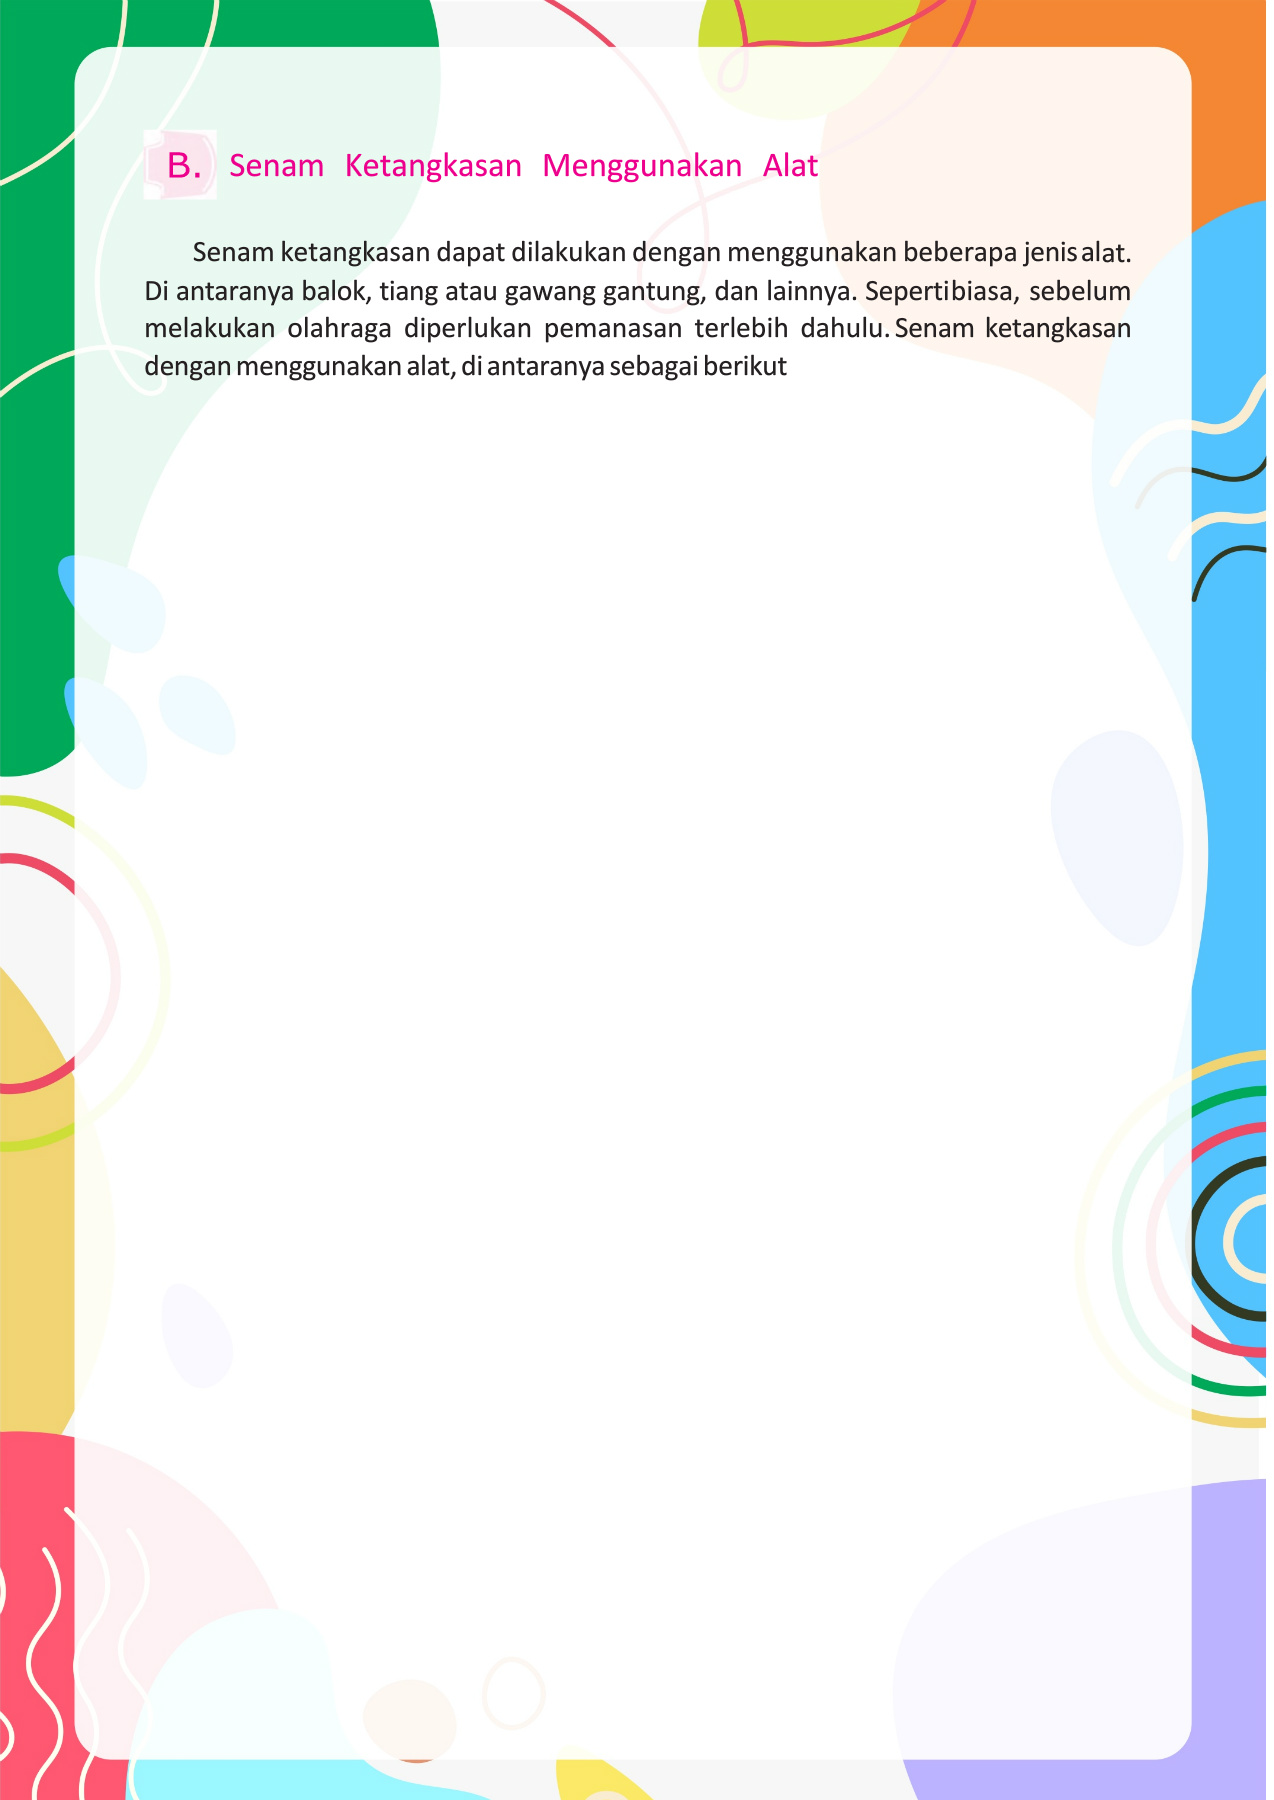 B. Senam Ketangkasan Menggunakan Alat
Senam ketangkasan dapat dilakukan dengan menggunakan beberapa jenis alat.
Di antaranya balok, tiang atau gawang gantung, dan lainnya. Sepertibiasa, sebelum
melakukan olahraga diperlukan pemanasan terlebih dahulu. Senam ketangkasan
dengan menggunakan alat, di antaranya sebagai berikut